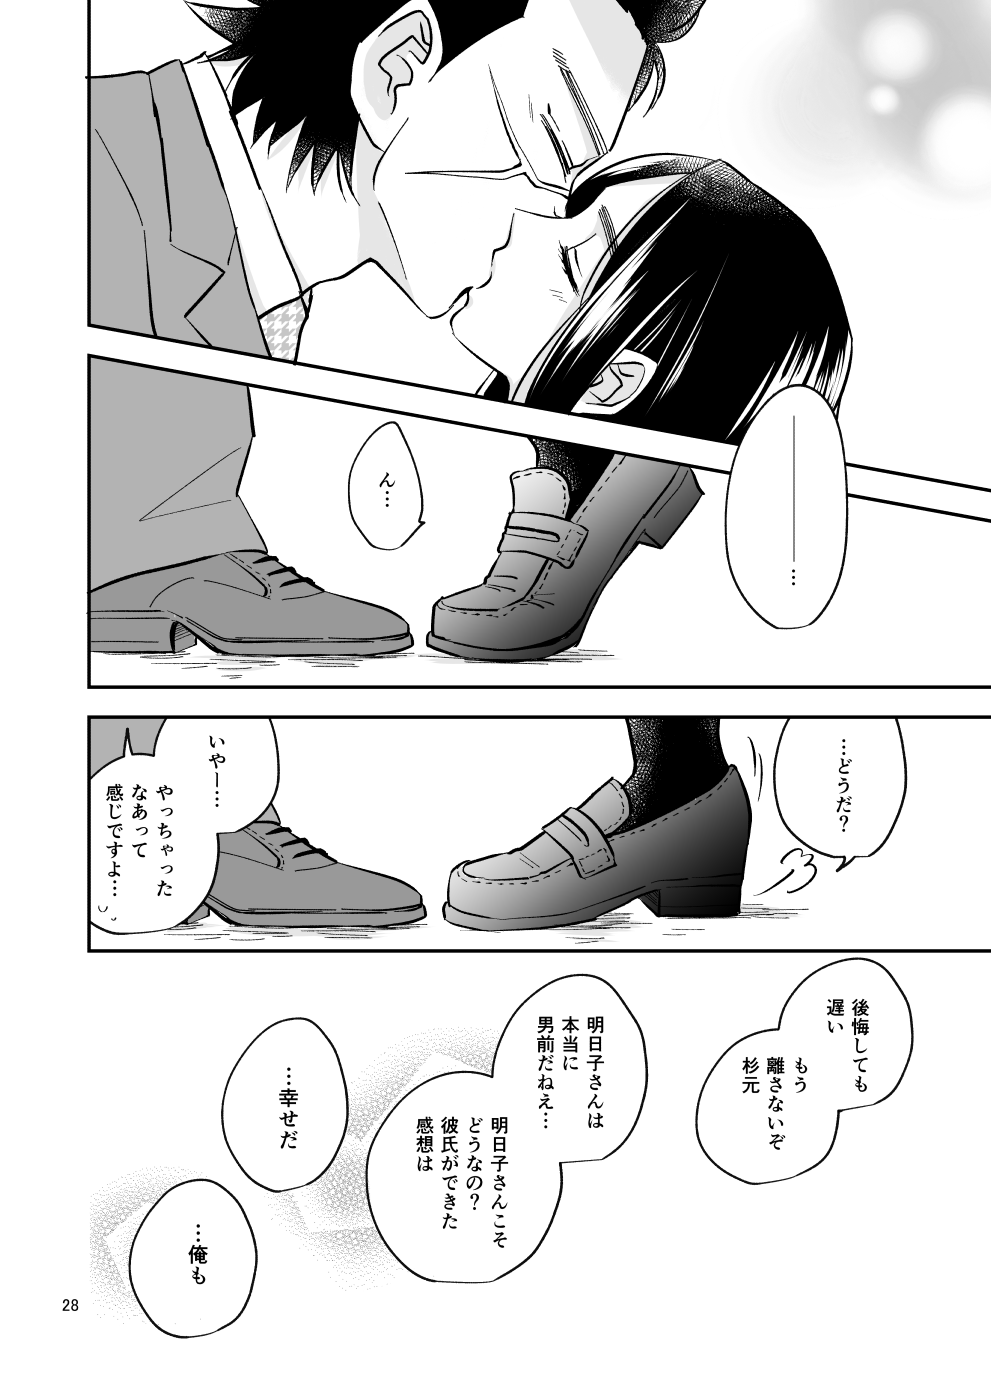 ———…
ん…
…どうだ？
いやー…
やっちゃった
なあって
感じですよ…
後悔しても
遅い
もう
離さないぞ
杉元
明日子さんは
本当に
男前だねえ…
明日子さんこそ
どうなの？
彼氏ができた
感想は
…幸せだ
…俺も
28